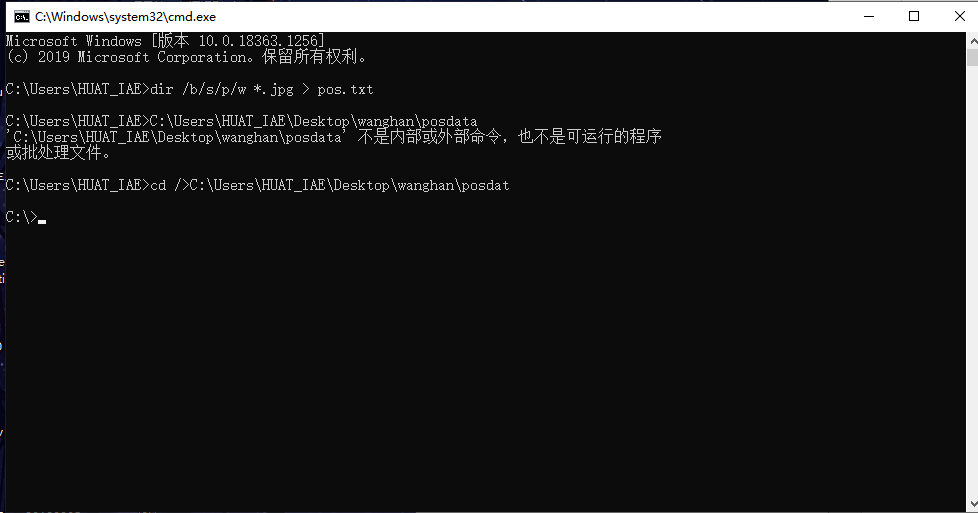 C:\Windows\system32\cmd.exe
Microsoft Windows [版本 10.0.18363.1256]
(c) 2019 Microsoft Corporation。保留所有权利。
C:\Users\HUAT_IAE>dir /b/s/p/w *.jpg > pos.txt
C:\Users\HUAT_IAE>C:\Users\HUAT_IAE\Desktop\wanghan\posdata
'C:\Users\HUAT_IAE\Desktop\wanghan\posdata' 不是内部或外部命令，也不是可运行的程序
或批处理文件。
C:\Users\HUAT_IAE>cd />C:\Users\HUAT_IAE\Desktop\wanghan\posdat
C:\>